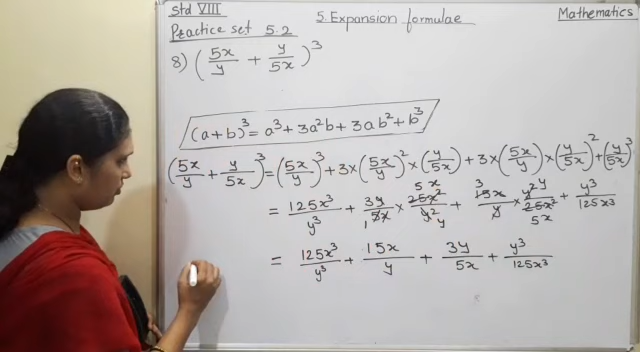 Std VIII
5. Expansion formulae
Mathematics
Practice set 5.2
8) (5x/y + y/5x)³
(a+b)³ = a³ + 3a²b + 3ab² + b³
(5x/y + y/5x)³ = (5x/y)³ + 3 × (5x/y)² × (y/5x) + 3 × (5x/y) × (y/5x)² + (y/5x)³
= 125x³/y³ + 3y/5x × 25x²/y² + 15x/y × y²/25x² + y³/125x³
= 125x³/y³ + 15x/y + 3y/5x + y³/125x³